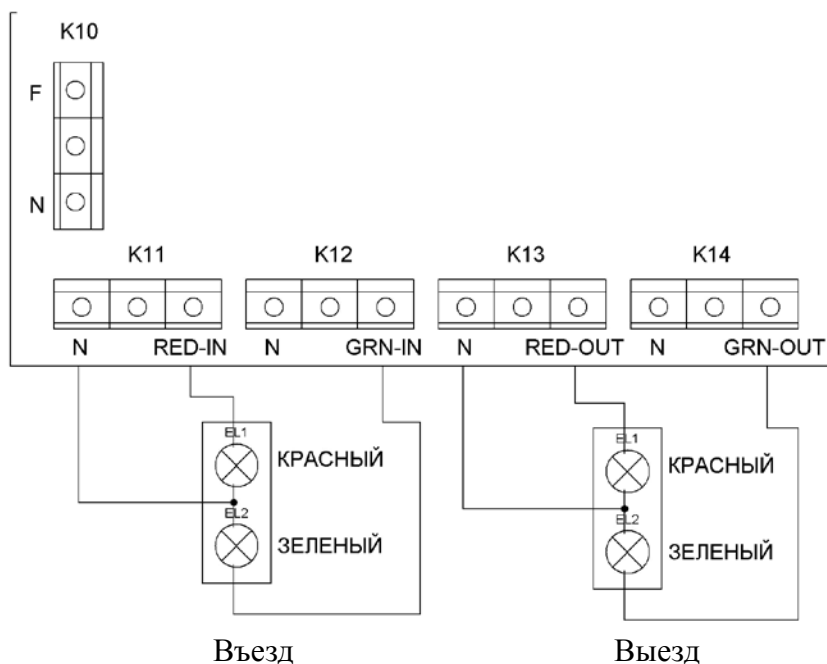 K10
F
N
K11 K12 K13 K14
N RED-IN N GRN-IN N RED-OUT N GRN-OUT
EL1 EL1
КРАСНЫЙ КРАСНЫЙ
EL2 EL2
ЗЕЛЕНЫЙ ЗЕЛЕНЫЙ
Въезд Выезд